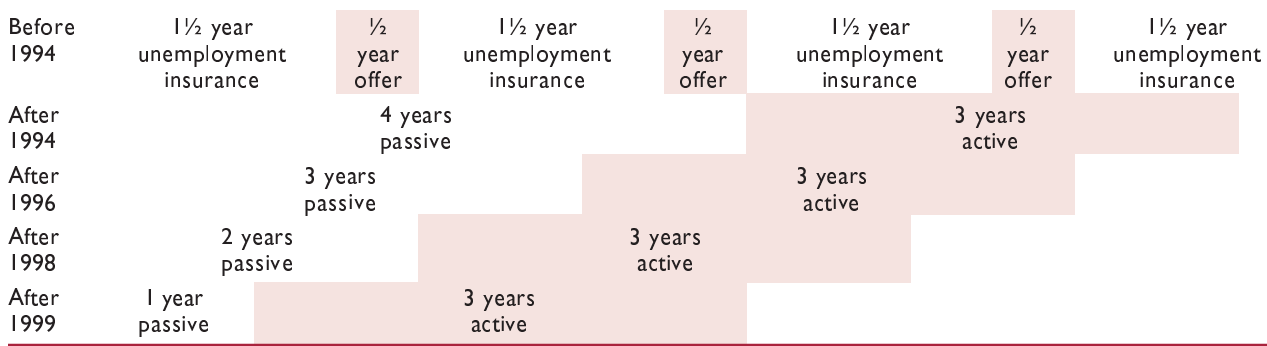 Before 1½ year ½ 1½ year ½ 1½ year ½ 1½ year
1994 unemployment year unemployment year unemployment year unemployment
insurance offer insurance offer insurance offer insurance
After 4 years 3 years
1994 passive active
After 3 years 3 years
1996 passive active
After 2 years 3 years
1998 passive active
After 1 year 3 years
1999 passive active